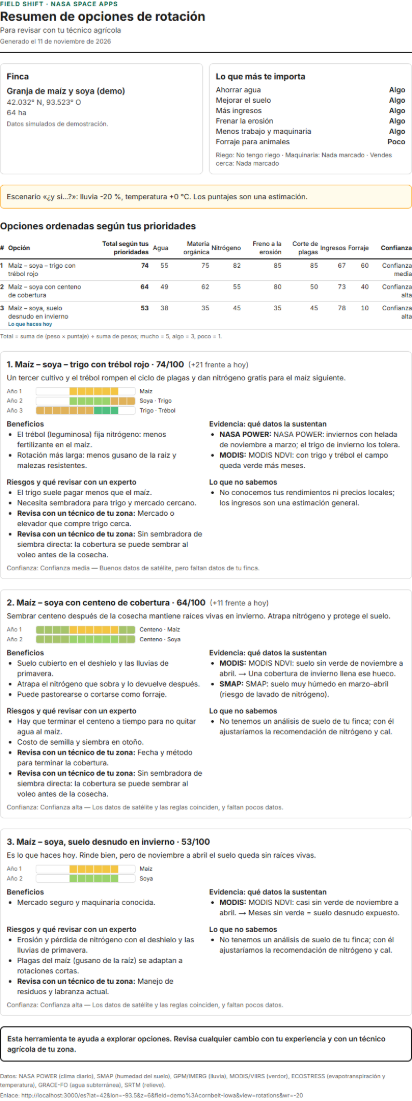 FIELD SHIFT · NASA SPACE APPS
Resumen de opciones de rotación
Para revisar con tu técnico agrícola
Generado el 11 de noviembre de 2026
Finca
Granja de maíz y soya (demo)
42.032° N, 93.523° O
64 ha
Datos simulados de demostración.
Lo que más te importa
Ahorrar agua Algo
Mejorar el suelo Algo
Más ingresos Algo
Frenar la erosión Algo
Menos trabajo y maquinaria Algo
Forraje para animales Poco
Riego: No tengo riego · Maquinaria: Nada marcado · Vendes
cerca: Nada marcado
Escenario «¿y si…?»: lluvia -20 %, temperatura +0 °C. Los puntajes son una estimación.
Opciones ordenadas según tus prioridades
# Opción Total según tus prioridades Agua Materia orgánica Nitrógeno Freno a la erosión Corte de plagas Ingresos Forraje Confianza
1 Maíz – soya – trigo con trébol rojo 74 55 75 82 85 85 67 60 Confianza media
2 Maíz – soya con centeno de cobertura 64 49 62 55 80 50 73 40 Confianza alta
3 Maíz – soya, suelo desnudo en invierno 53 38 35 45 35 45 78 10 Confianza alta
Lo que haces hoy
Total = suma de (peso × puntaje) ÷ suma de pesos; mucho = 5, algo = 3, poco = 1.
1. Maíz – soya – trigo con trébol rojo · 74/100 (+21 frente a hoy)
Un tercer cultivo y el trébol rompen el ciclo de plagas y dan nitrógeno gratis para el maíz siguiente.
Año 1 Maíz
Año 2 Soya · Trigo
Año 3 Trigo · Trébol
Beneficios
• El trébol (leguminosa) fija nitrógeno: menos
fertilizante en el maíz.
• Rotación más larga: menos gusano de la raíz y
malezas resistentes.
Evidencia: qué datos la sustentan
• NASA POWER: NASA POWER: inviernos con helada
de noviembre a marzo; el trigo de invierno los tolera.
• MODIS: MODIS NDVI: con trigo y trébol el campo
queda verde más meses.
Riesgos y qué revisar con un experto
• El trigo suele pagar menos que el maíz.
• Necesita sembradora para trigo y mercado cercano.
• Revisa con un técnico de tu zona: Mercado o
elevador que compre trigo cerca.
• Revisa con un técnico de tu zona: Sin sembradora de
siembra directa: la cobertura se puede sembrar al
voleo antes de la cosecha.
Lo que no sabemos
• No conocemos tus rendimientos ni precios locales;
los ingresos son una estimación general.
Confianza: Confianza media — Buenos datos de satélite, pero faltan datos de tu finca.
2. Maíz – soya con centeno de cobertura · 64/100 (+11 frente a hoy)
Sembrar centeno después de la cosecha mantiene raíces vivas en invierno. Atrapa nitrógeno y protege el suelo.
Año 1 Centeno · Maíz
Año 2 Centeno · Soya
Beneficios
• Suelo cubierto en el deshielo y las lluvias de
primavera.
• Atrapa el nitrógeno que sobra y lo devuelve después.
• Puede pastorearse o cortarse como forraje.
Evidencia: qué datos la sustentan
• MODIS: MODIS NDVI: suelo sin verde de noviembre a
abril. → Una cobertura de invierno llena ese hueco.
• SMAP: SMAP: suelo muy húmedo en marzo–abril
(riesgo de lavado de nitrógeno).
Riesgos y qué revisar con un experto
• Hay que terminar el centeno a tiempo para no quitar
agua al maíz.
• Costo de semilla y siembra en otoño.
• Revisa con un técnico de tu zona: Fecha y método
para terminar la cobertura.
• Revisa con un técnico de tu zona: Sin sembradora de
siembra directa: la cobertura se puede sembrar al
voleo antes de la cosecha.
Lo que no sabemos
• No tenemos un análisis de suelo de tu finca; con él
ajustaríamos la recomendación de nitrógeno y cal.
Confianza: Confianza alta — Los datos de satélite y las reglas coinciden, y faltan pocos datos.
3. Maíz – soya, suelo desnudo en invierno · 53/100
Es lo que haces hoy. Rinde bien, pero de noviembre a abril el suelo queda sin raíces vivas.
Año 1 Maíz
Año 2 Soya
Beneficios
• Mercado seguro y maquinaria conocida.
Evidencia: qué datos la sustentan
• MODIS: MODIS NDVI: casi sin verde de noviembre a
abril. → Meses sin verde = suelo desnudo expuesto.
Riesgos y qué revisar con un experto
• Erosión y pérdida de nitrógeno con el deshielo y las
lluvias de primavera.
• Plagas del maíz (gusano de la raíz) se adaptan a
rotaciones cortas.
• Revisa con un técnico de tu zona: Manejo de
residuos y labranza actual.
Lo que no sabemos
• No tenemos un análisis de suelo de tu finca; con él
ajustaríamos la recomendación de nitrógeno y cal.
Confianza: Confianza alta — Los datos de satélite y las reglas coinciden, y faltan pocos datos.
Esta herramienta te ayuda a explorar opciones. Revisa cualquier cambio con tu experiencia y con un técnico
agrícola de tu zona.
Datos: NASA POWER (clima diario), SMAP (humedad del suelo), GPM/IMERG (lluvia), MODIS/VIIRS (verdor), ECOSTRESS (evapotranspiración y
temperatura), GRACE-FO (agua subterránea), SRTM (relieve).
Enlace: http://localhost:3000/es?lat=42&lon=-93.5&z=6&field=demo%3Acornbelt-iowa&view=rotations&wr=-20